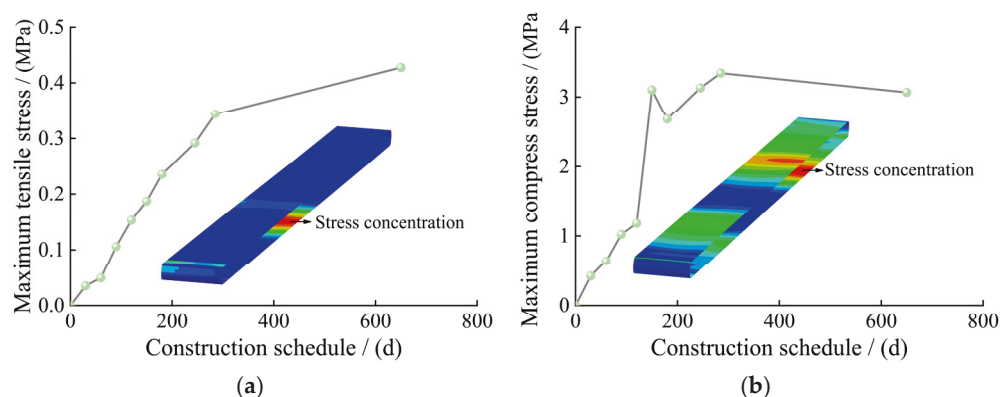 Maximum tensile stress / (MPa)
0.5
0.4
0.3
0.2
0.1
0.0
0
200
400
600
800
Stress concentration
Construction schedule / (d)
(a)
Maximum compress stress / (MPa
4
3
2
1
0
0
200
400
600
800
Stress concentration
Construction schedule / (d)
(b)